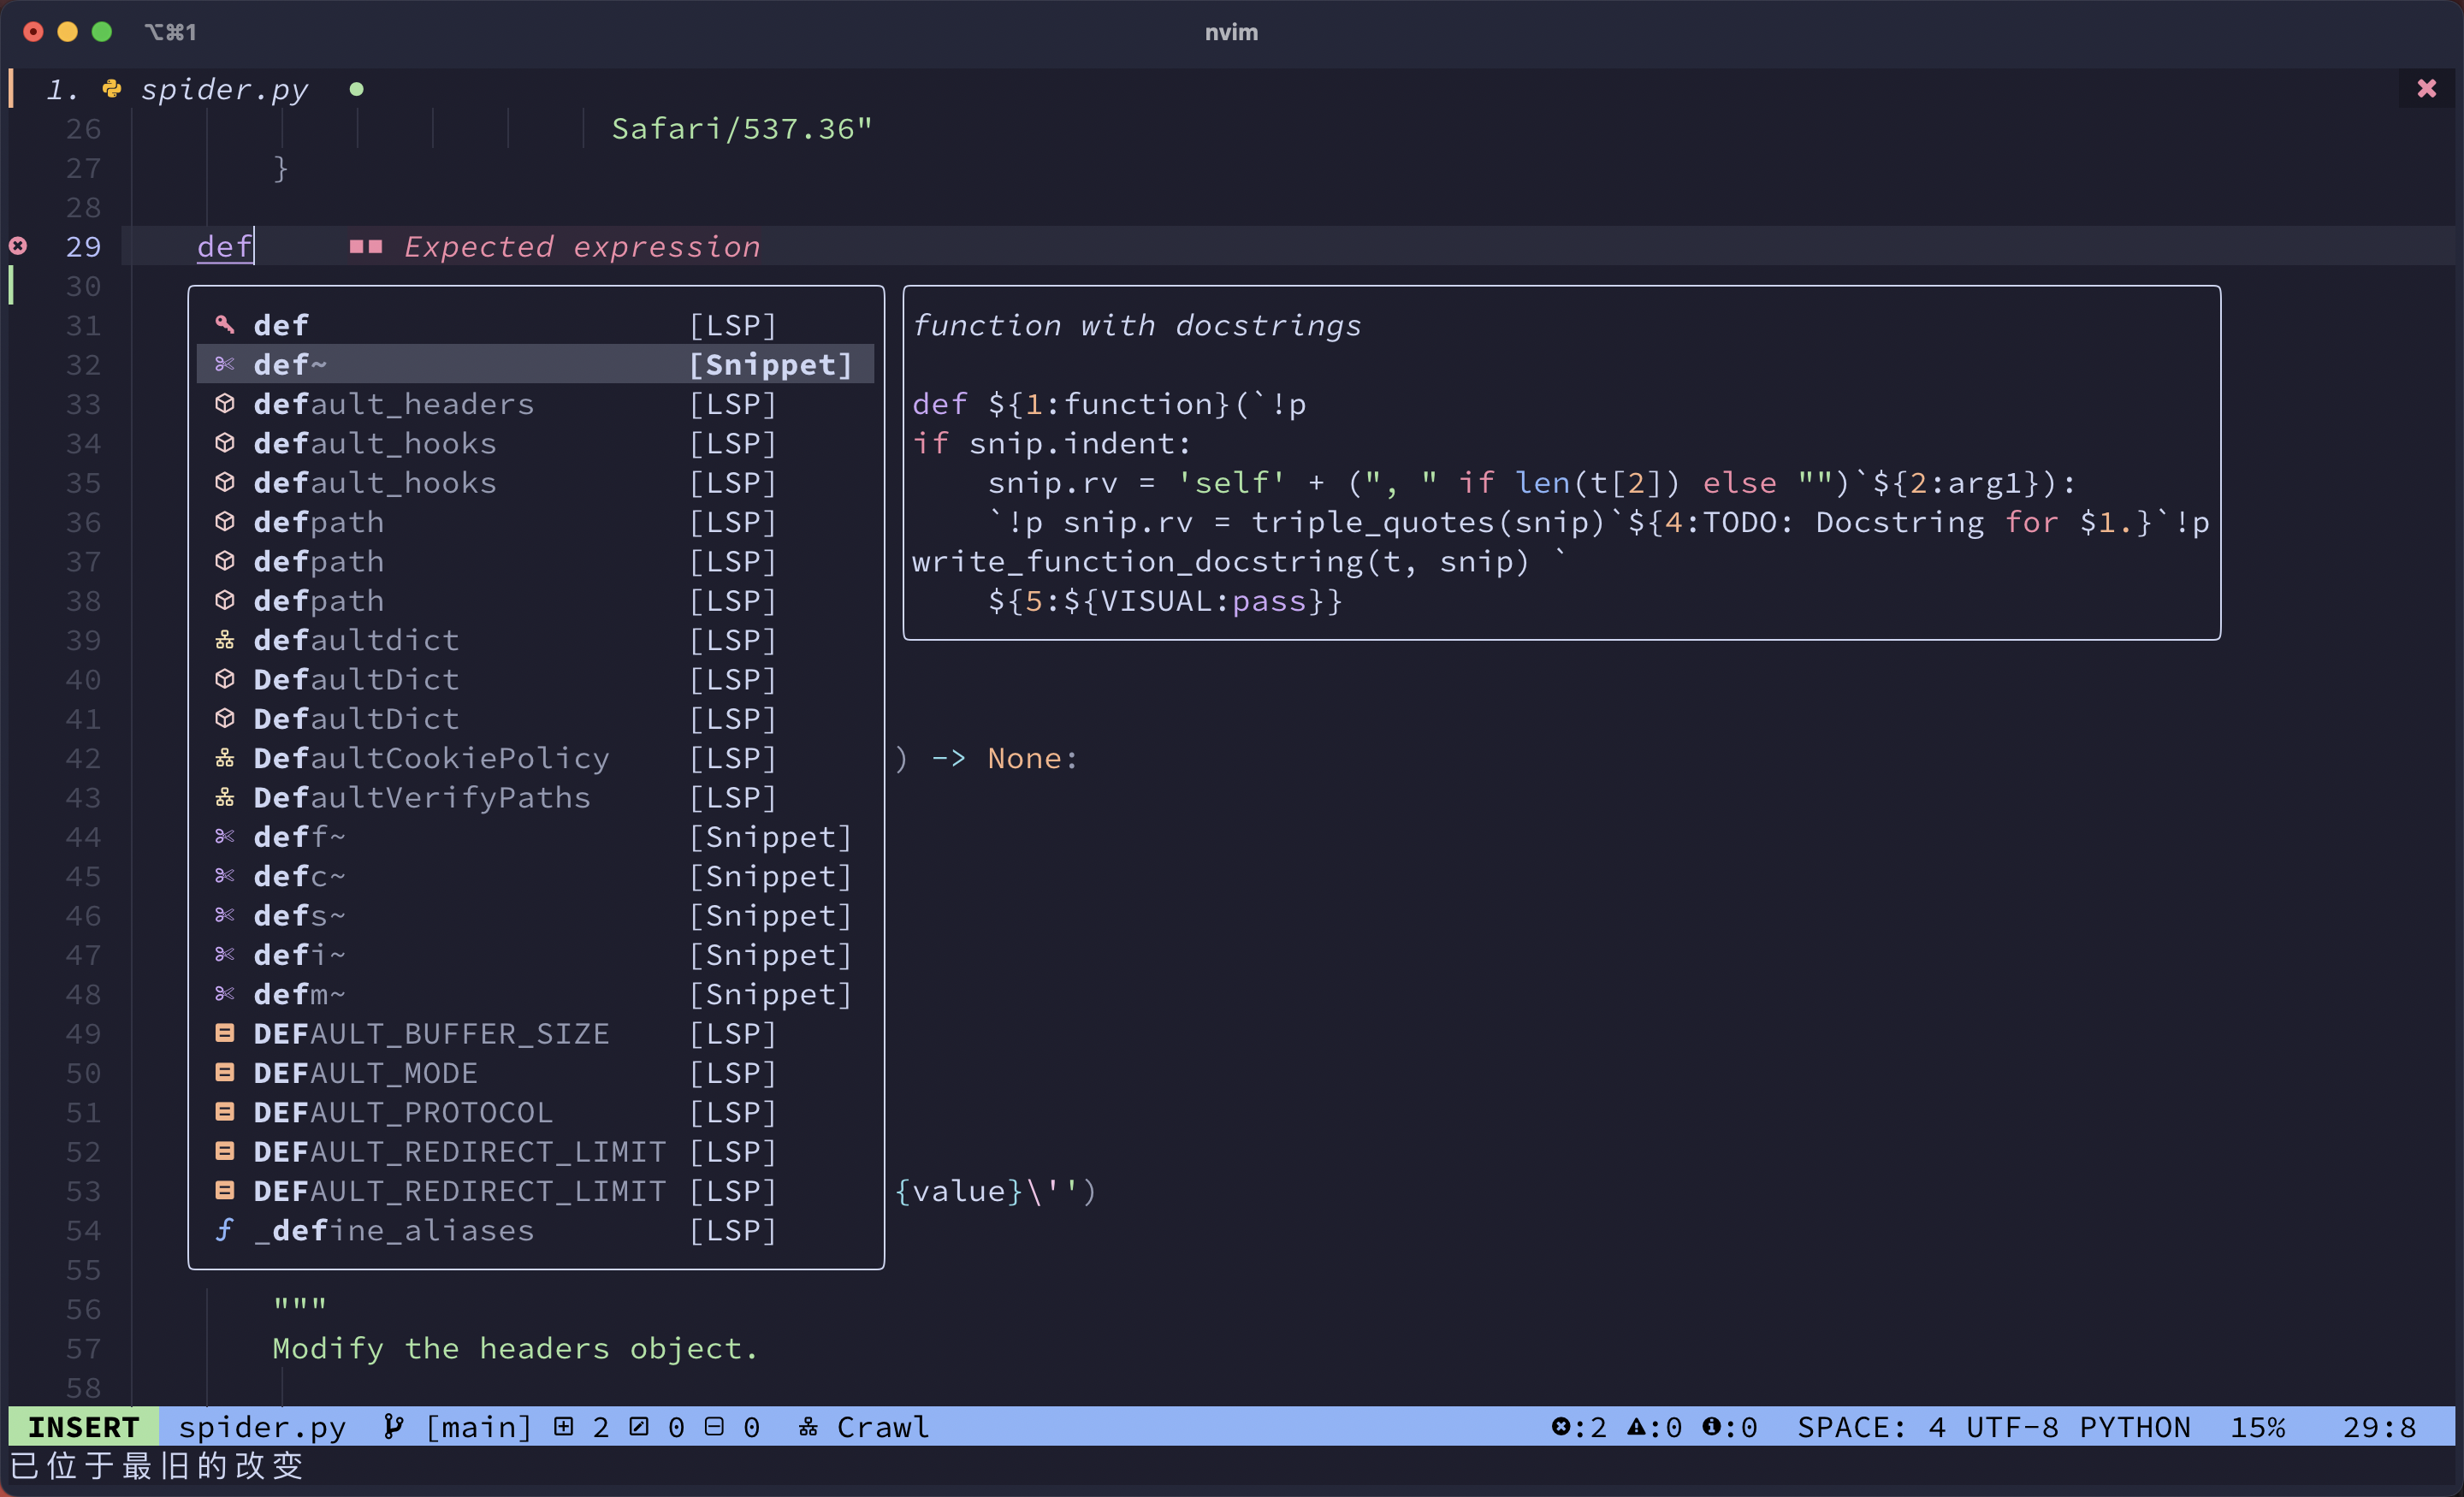 ⌥⌘1 nvim
1. spider.py
26 Safari/537.36"
27 }
28
29 def ■■ Expected expression
30
31 def [LSP] function with docstrings
32 def~ [Snippet]
33 default_headers [LSP] def ${1:function}(`!p
34 default_hooks [LSP] if snip.indent:
35 default_hooks [LSP] snip.rv = 'self' + (", " if len(t[2]) else "")`${2:arg1}):
36 defpath [LSP] `!p snip.rv = triple_quotes(snip)`${4:TODO: Docstring for $1.}`!p
37 defpath [LSP] write_function_docstring(t, snip) `
38 defpath [LSP] ${5:${VISUAL:pass}}
39 defaultdict [LSP]
40 DefaultDict [LSP]
41 DefaultDict [LSP]
42 DefaultCookiePolicy [LSP] ) -> None:
43 DefaultVerifyPaths [LSP]
44 deff~ [Snippet]
45 defc~ [Snippet]
46 defs~ [Snippet]
47 defi~ [Snippet]
48 defm~ [Snippet]
49 DEFAULT_BUFFER_SIZE [LSP]
50 DEFAULT_MODE [LSP]
51 DEFAULT_PROTOCOL [LSP]
52 DEFAULT_REDIRECT_LIMIT [LSP]
53 DEFAULT_REDIRECT_LIMIT [LSP] {value}\'')
54 _define_aliases [LSP]
55
56 """
57 Modify the headers object.
58
INSERT spider.py [main] 2 0 0 Crawl :2 :0 :0 SPACE: 4 UTF-8 PYTHON 15% 29:8
已位于最旧的改变